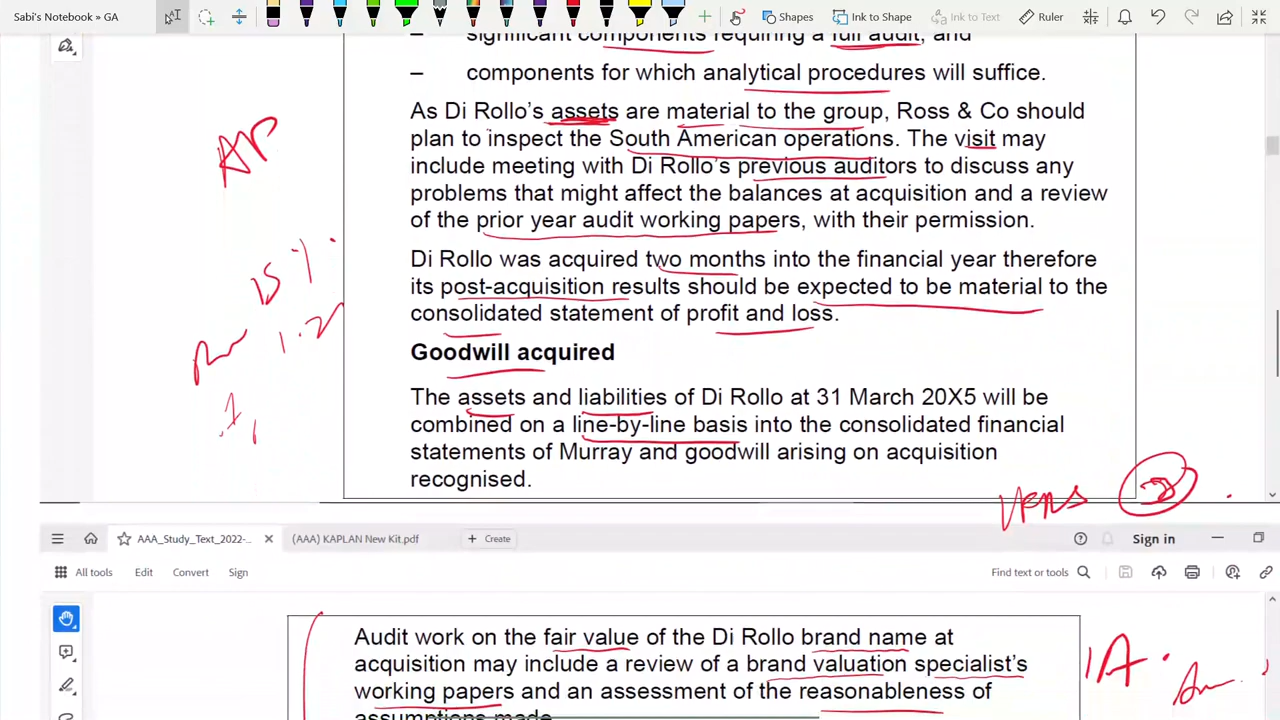 Sabi's Notebook » GA
Shapes
Ink to Shape
Ink to Text
Ruler
– significant components requiring a full audit, and
– components for which analytical procedures will suffice.
As Di Rollo's assets are material to the group, Ross & Co should
plan to inspect the South American operations. The visit may
include meeting with Di Rollo's previous auditors to discuss any
problems that might affect the balances at acquisition and a review
of the prior year audit working papers, with their permission.
Di Rollo was acquired two months into the financial year therefore
its post-acquisition results should be expected to be material to the
consolidated statement of profit and loss.
Goodwill acquired
The assets and liabilities of Di Rollo at 31 March 20X5 will be
combined on a line-by-line basis into the consolidated financial
statements of Murray and goodwill arising on acquisition
recognised.
AP
15 %.
1.2
AAA_Study_Text_2022-
(AAA) KAPLAN New Kit.pdf
Create
Sign in
All tools
Edit
Convert
Sign
Find text or tools
Audit work on the fair value of the Di Rollo brand name at
acquisition may include a review of a brand valuation specialist's
working papers and an assessment of the reasonableness of
assumptions made